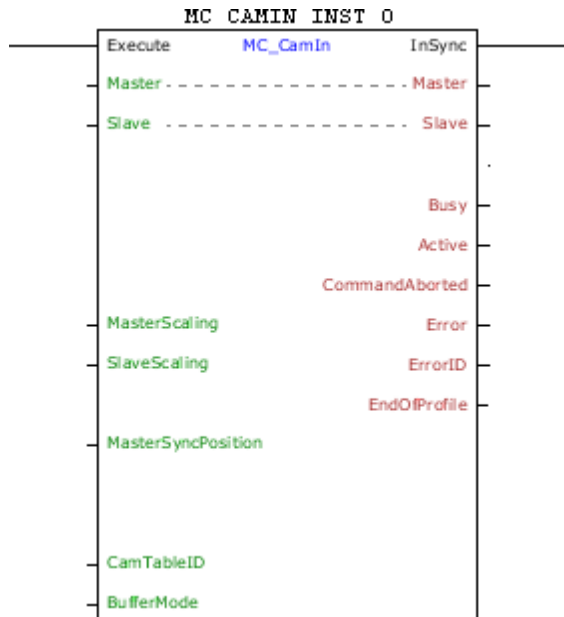 MC CAMIN INST 0
Execute MC_CamIn InSync
Master Master
Slave Slave
Busy
Active
CommandAborted
MasterScaling Error
SlaveScaling ErrorID
EndOfProfile
MasterSyncPosition
CamTableID
BufferMode